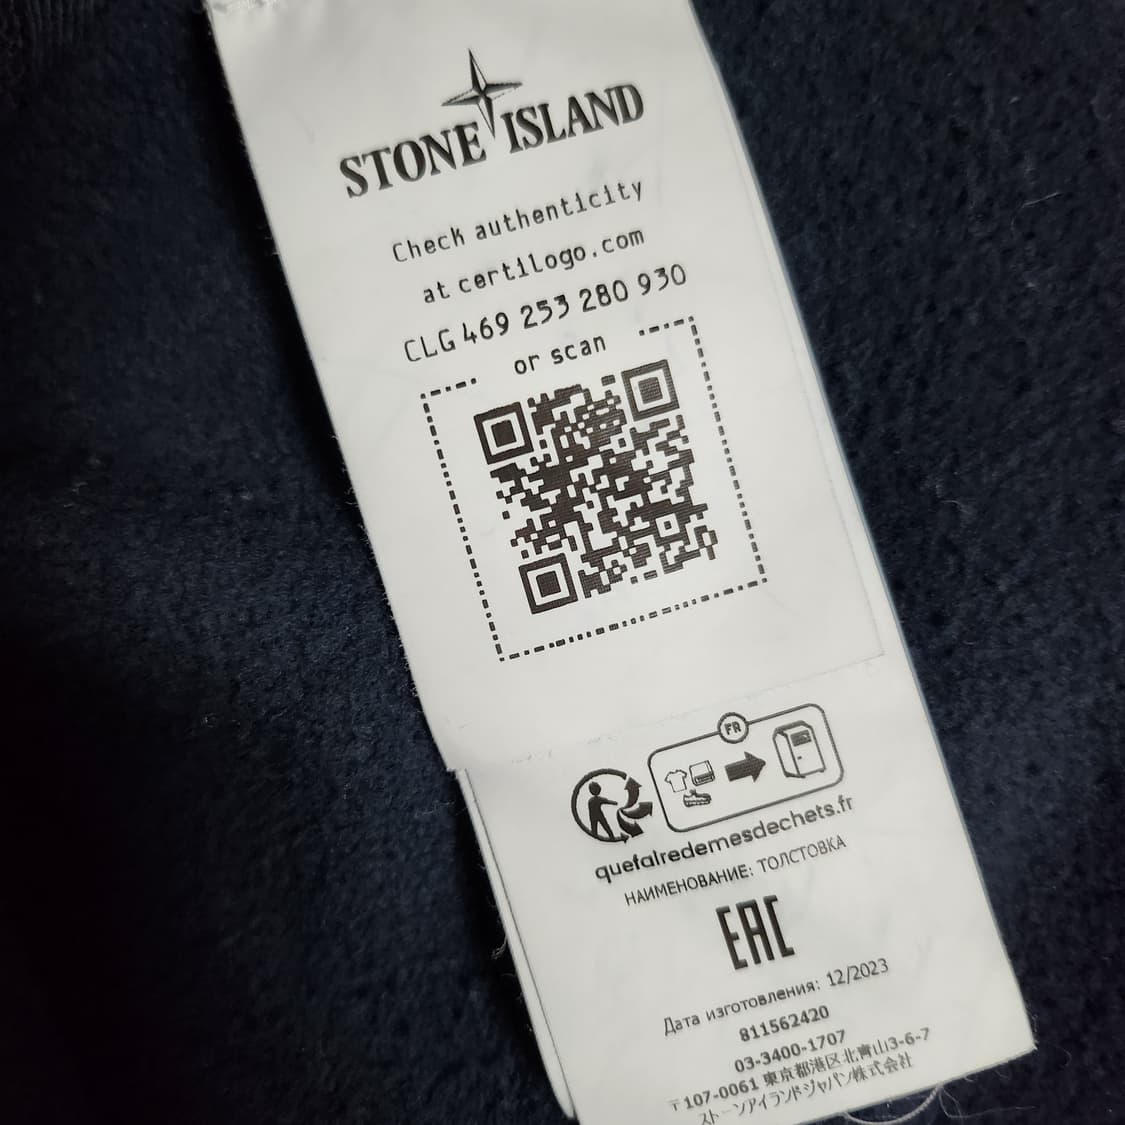 STONE ISLAND
Check authenticity
at certilogo.com
CLG 469 253 280 930
or scan
FR
quefairedemesdechets.fr
НАИМЕНОВАНИЕ: ТОЛСТОВКА
EAC
Дата изготовления: 12/2023
811562420
03-3400-1707
〒107-0061 東京都港区北青山3-6-7
ストーンアイランドジャパン株式会社